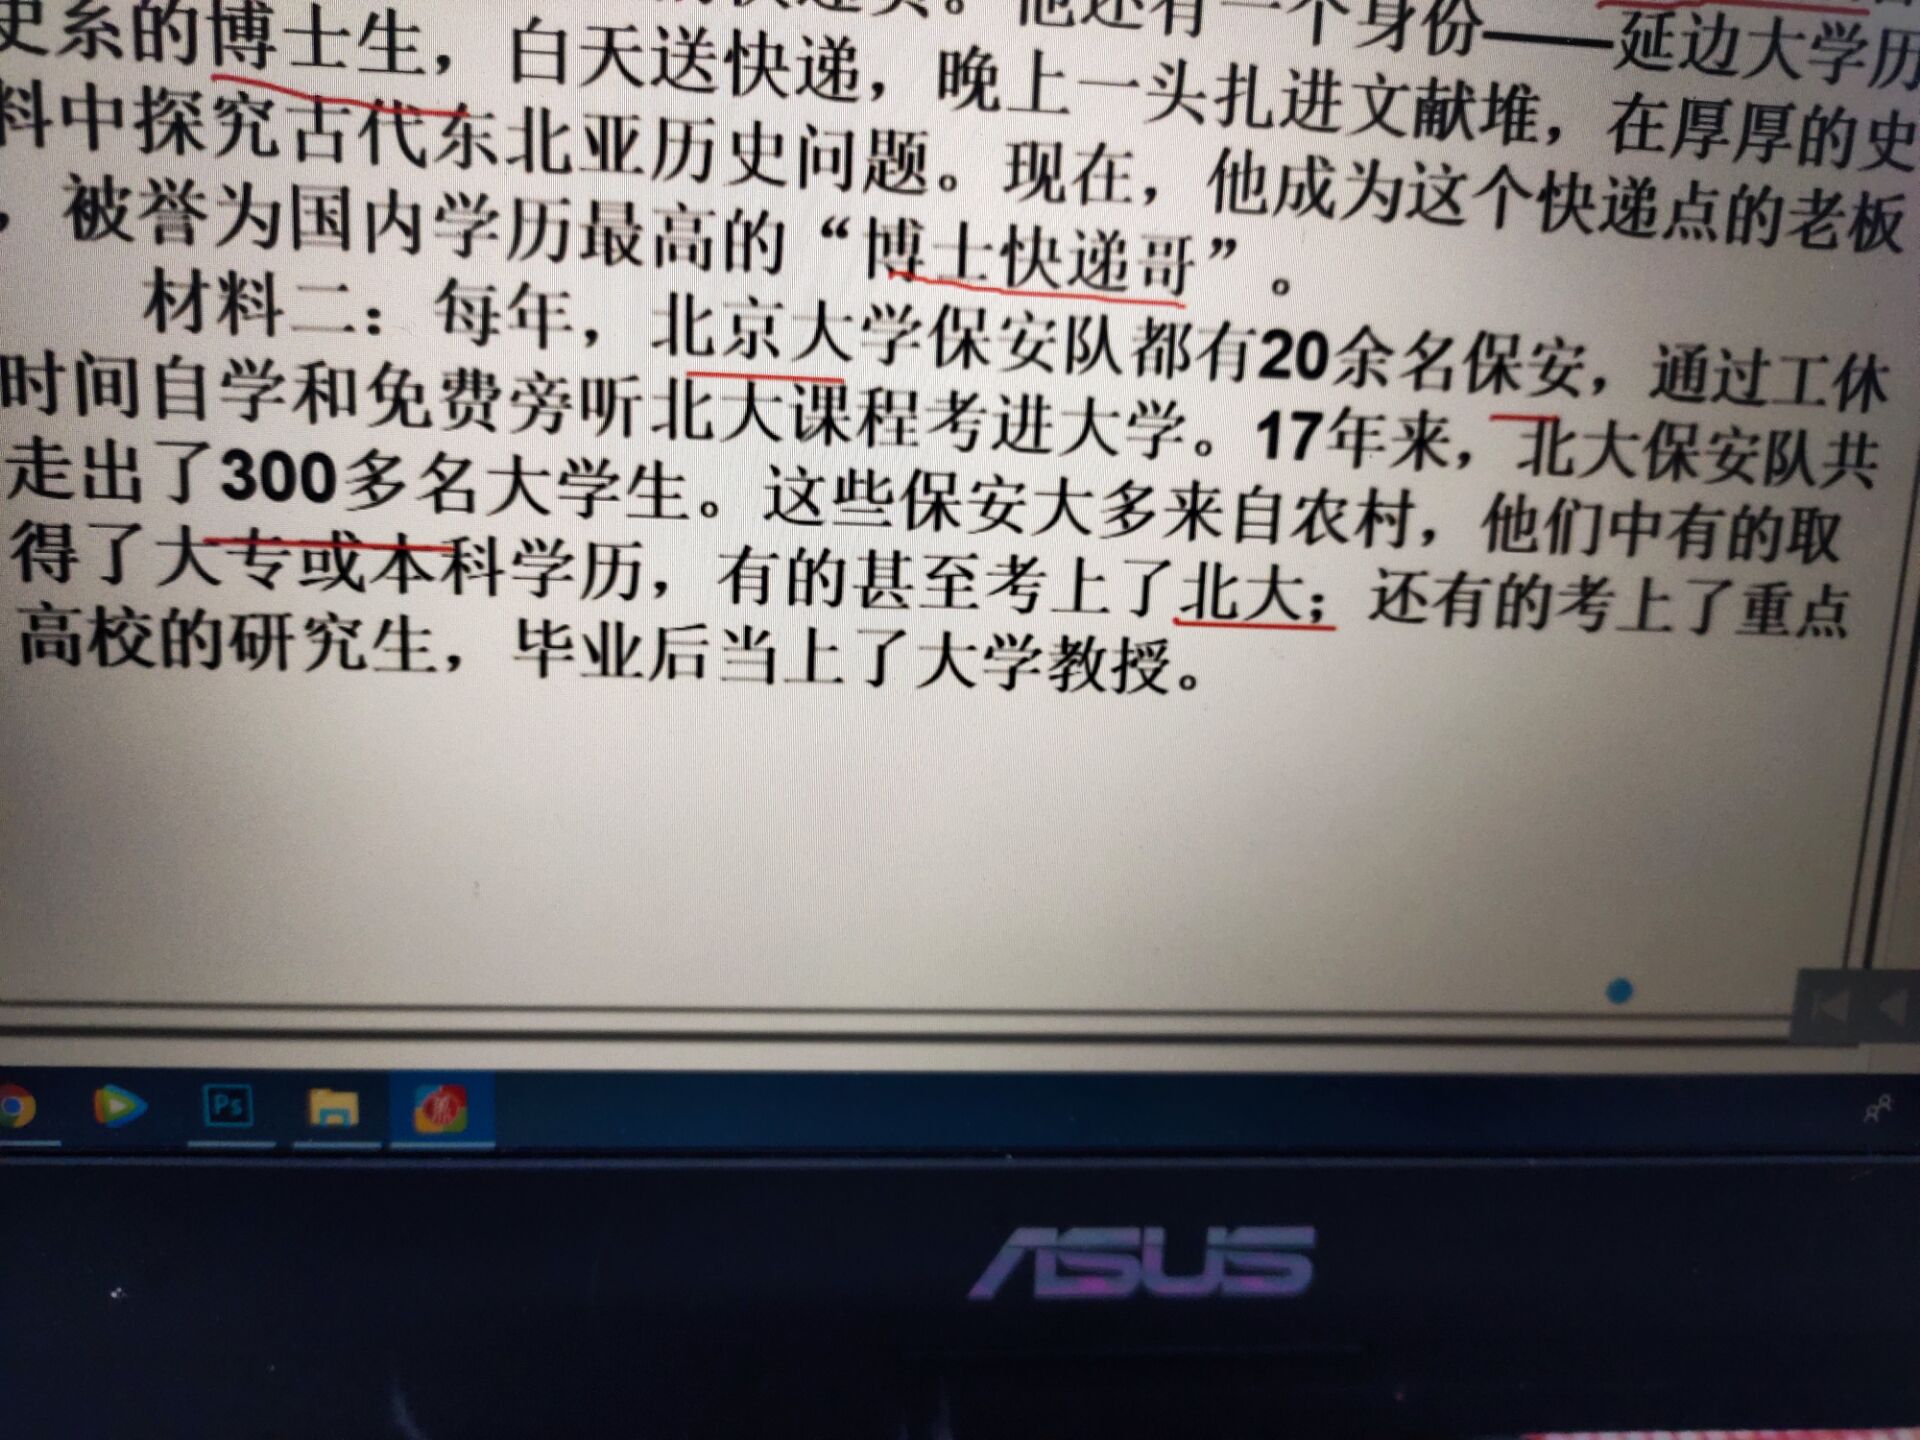 他还有一个身份——延边大学历
史系的博士生，白天送快递，晚上一头扎进文献堆，在厚厚的史
料中探究古代东北亚历史问题。现在，他成为这个快递点的老板
，被誉为国内学历最高的“博士快递哥”。
材料二：每年，北京大学保安队都有20余名保安，通过工休
时间自学和免费旁听北大课程考进大学。17年来，北大保安队共
走出了300多名大学生。这些保安大多来自农村，他们中有的取
得了大专或本科学历，有的甚至考上了北大；还有的考上了重点
高校的研究生，毕业后当上了大学教授。
Ps
ASUS